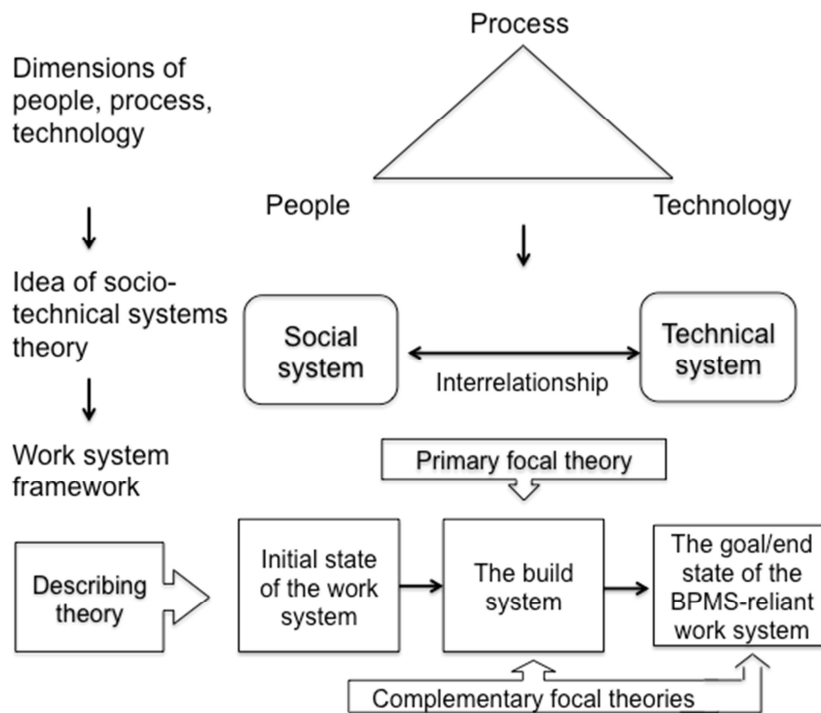 Process
Dimensions of
people, process,
technology
People
Technology
Idea of socio-
technical systems
theory
Social
system
Interrelationship
Technical
system
Work system
framework
Primary focal theory
Describing
theory
Initial state
of the work
system
The build
system
The goal/end
state of the
BPMS-reliant
work system
Complementary focal theories